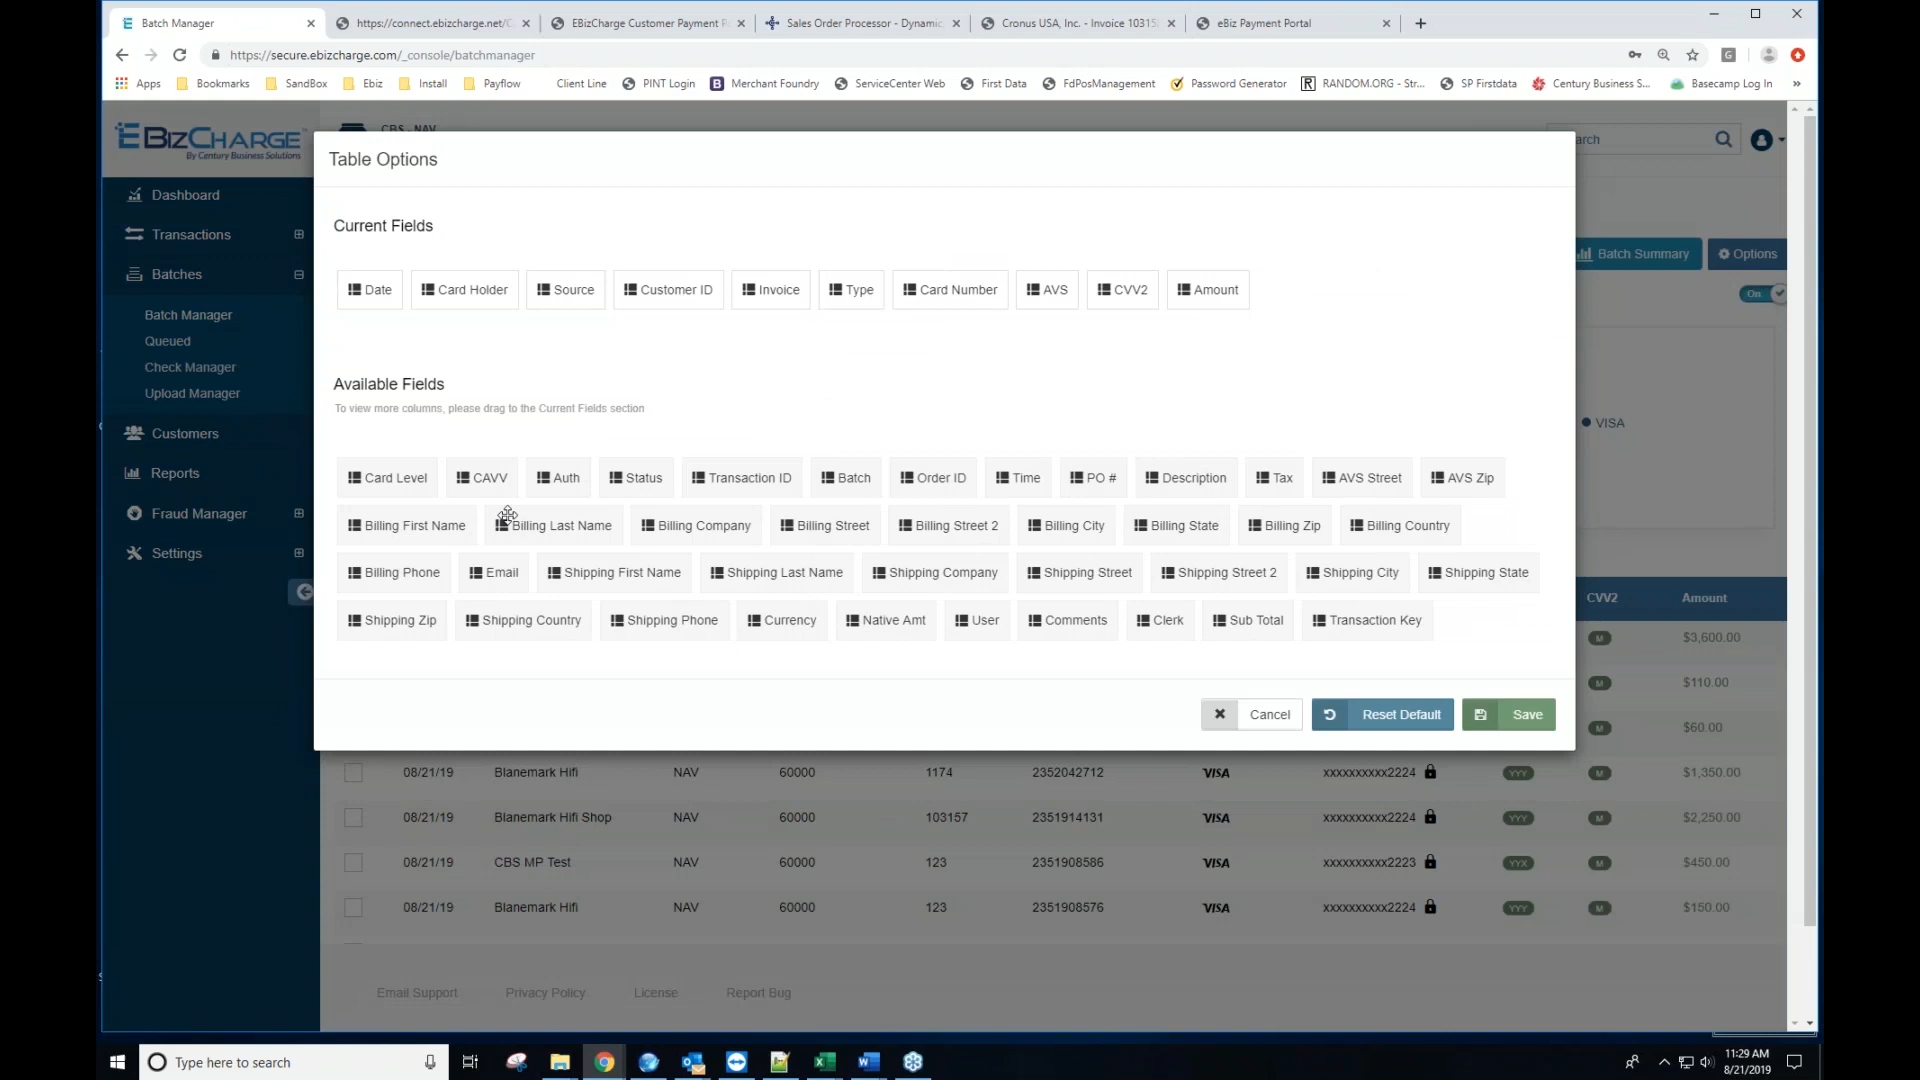 Batch Manager
https://connect.ebizcharge.net/C
EBizCharge Customer Payment P
Sales Order Processor - Dynamic
Cronus USA, Inc. - Invoice 10315
eBiz Payment Portal
https://secure.ebizcharge.com/_console/batchmanager
Apps Bookmarks SandBox Ebiz Install Payflow Client Line PINT Login Merchant Foundry ServiceCenter Web First Data FdPosManagement Password Generator RANDOM.ORG - Str... SP Firstdata Century Business S... Basecamp Log In »
EBIZCHARGE
By Century Business Solutions
CBS - NAV
Table Options
Dashboard
Transactions
Batches
Batch Manager
Queued
Check Manager
Upload Manager
Customers
Reports
Fraud Manager
Settings
Current Fields
Date Card Holder Source Customer ID Invoice Type Card Number AVS CVV2 Amount
Available Fields
To view more columns, please drag to the Current Fields section
Card Level CAVV Auth Status Transaction ID Batch Order ID Time PO # Description Tax AVS Street AVS Zip
Billing First Name Billing Last Name Billing Company Billing Street Billing Street 2 Billing City Billing State Billing Zip Billing Country
Billing Phone Email Shipping First Name Shipping Last Name Shipping Company Shipping Street Shipping Street 2 Shipping City Shipping State
Shipping Zip Shipping Country Shipping Phone Currency Native Amt User Comments Clerk Sub Total Transaction Key
Cancel Reset Default Save
Batch Summary Options
On
VISA
CVV2 Amount
M $3,600.00
M $110.00
M $60.00
08/21/19 Blanemark Hifi NAV 60000 1174 2352042712 VISA xxxxxxxxxx2224 YYY M $1,350.00
08/21/19 Blanemark Hifi Shop NAV 60000 103157 2351914131 VISA xxxxxxxxxx2224 YYY M $2,250.00
08/21/19 CBS MP Test NAV 60000 123 2351908586 VISA xxxxxxxxxx2223 YYX M $450.00
08/21/19 Blanemark Hifi NAV 60000 123 2351908576 VISA xxxxxxxxxx2224 YYY M $150.00
Email Support Privacy Policy License Report Bug
Type here to search
11:29 AM
8/21/2019